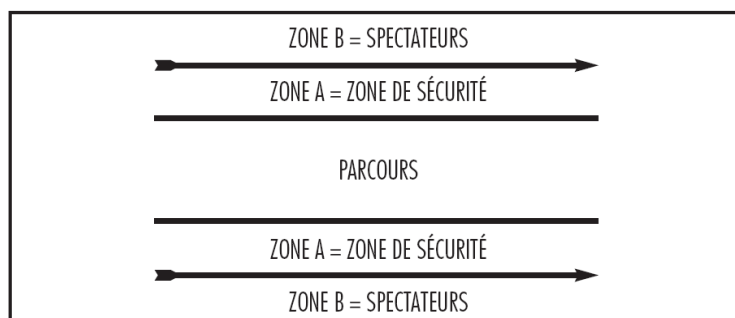 ZONE B = SPECTATEURS
ZONE A = ZONE DE SÉCURITÉ
PARCOURS
ZONE A = ZONE DE SÉCURITÉ
ZONE B = SPECTATEURS